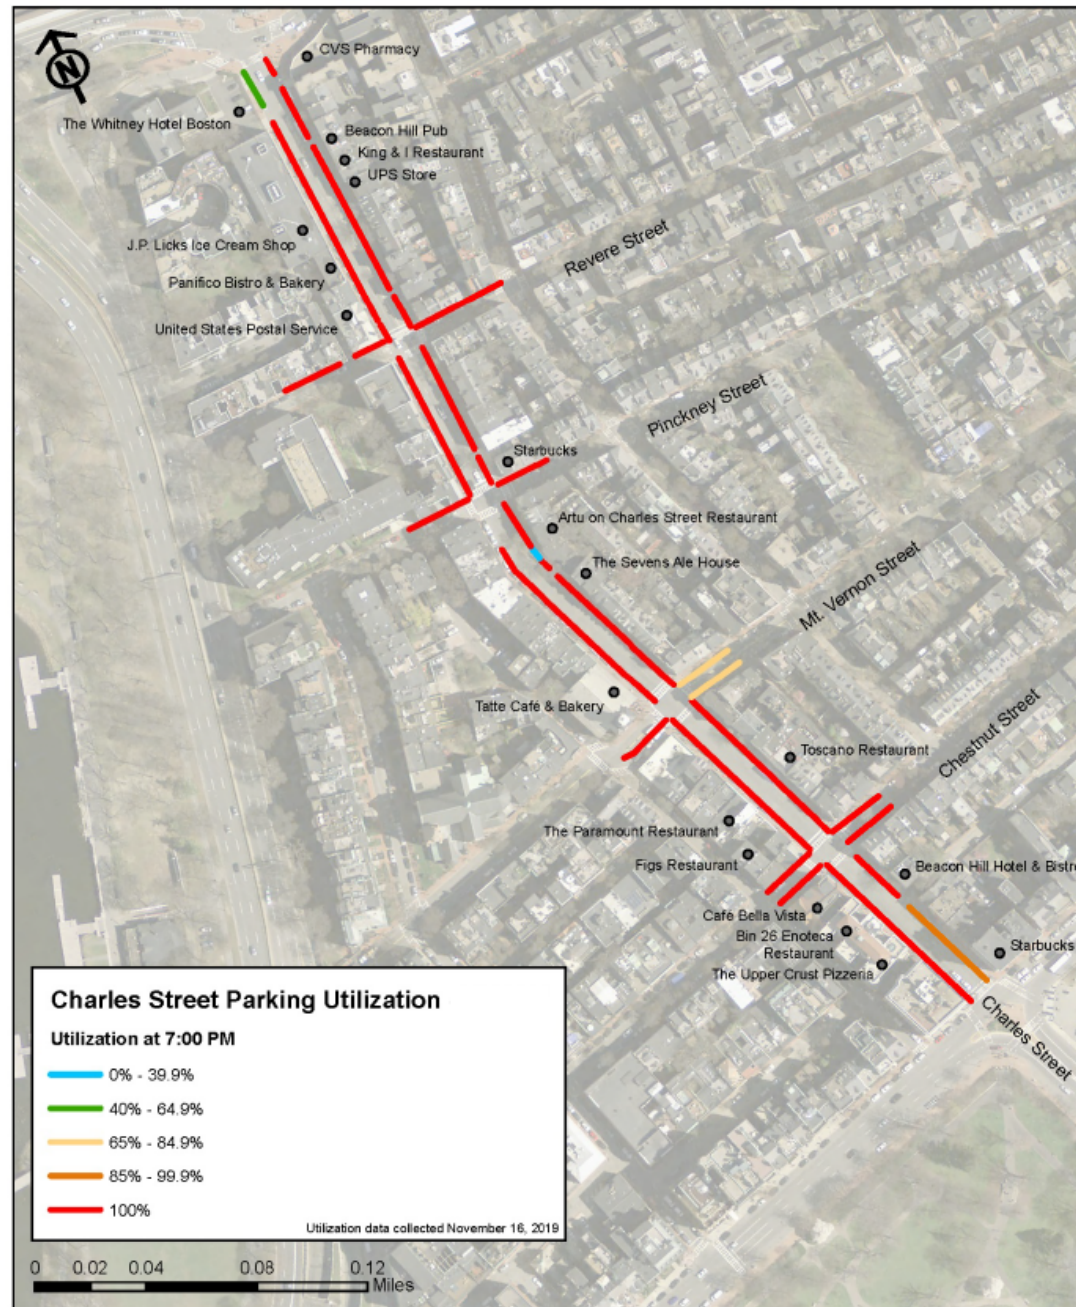 N
CVS Pharmacy
The Whitney Hotel Boston
Beacon Hill Pub
King & I Restaurant
UPS Store
J.P. Licks Ice Cream Shop
Revere Street
Panifico Bistro & Bakery
United States Postal Service
Pinckney Street
Starbucks
Artu on Charles Street Restaurant
The Sevens Ale House
Mt. Vernon Street
Tatte Café & Bakery
Chestnut Street
Toscano Restaurant
The Paramount Restaurant
Figs Restaurant
Beacon Hill Hotel & Bistro
Café Bella Vista
Bin 26 Enoteca
Restaurant
Starbucks
The Upper Crust Pizzeria
Charles Street
Charles Street Parking Utilization
Utilization at 7:00 PM
0% - 39.9%
40% - 64.9%
65% - 84.9%
85% - 99.9%
100%
Utilization data collected November 16, 2019
0 0.02 0.04 0.08 0.12
Miles